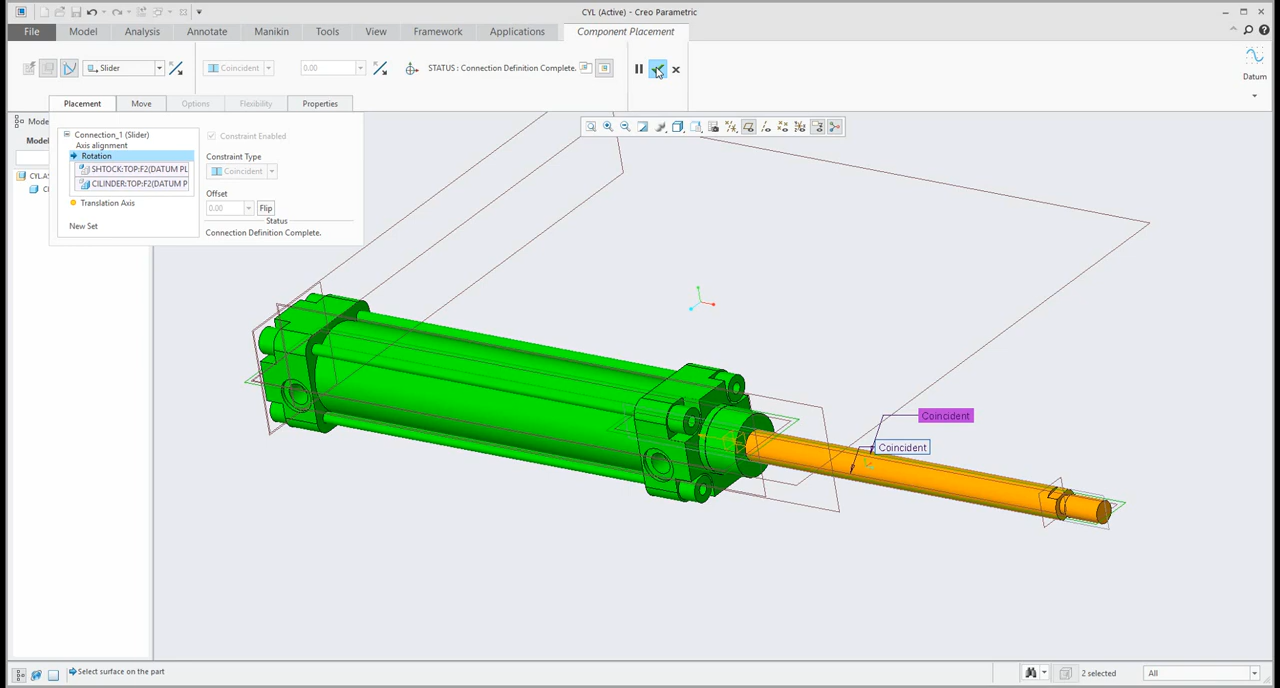 CYL (Active) - Creo Parametric
File
Model
Analysis
Annotate
Manikin
Tools
View
Framework
Applications
Component Placement
Slider
Coincident
0.00
STATUS : Connection Definition Complete.
Datum
Placement
Move
Options
Flexibility
Properties
Mode
Model
CYL.AS
Connection_1 (Slider)
Axis alignment
Rotation
SHTOCK:TOP:F2(DATUM PL
CILINDER:TOP:F2(DATUM P
Translation Axis
New Set
Constraint Enabled
Constraint Type
Coincident
Offset
0.00
Flip
Status
Connection Definition Complete.
Coincident
Coincident
Select surface on the part
2 selected
All